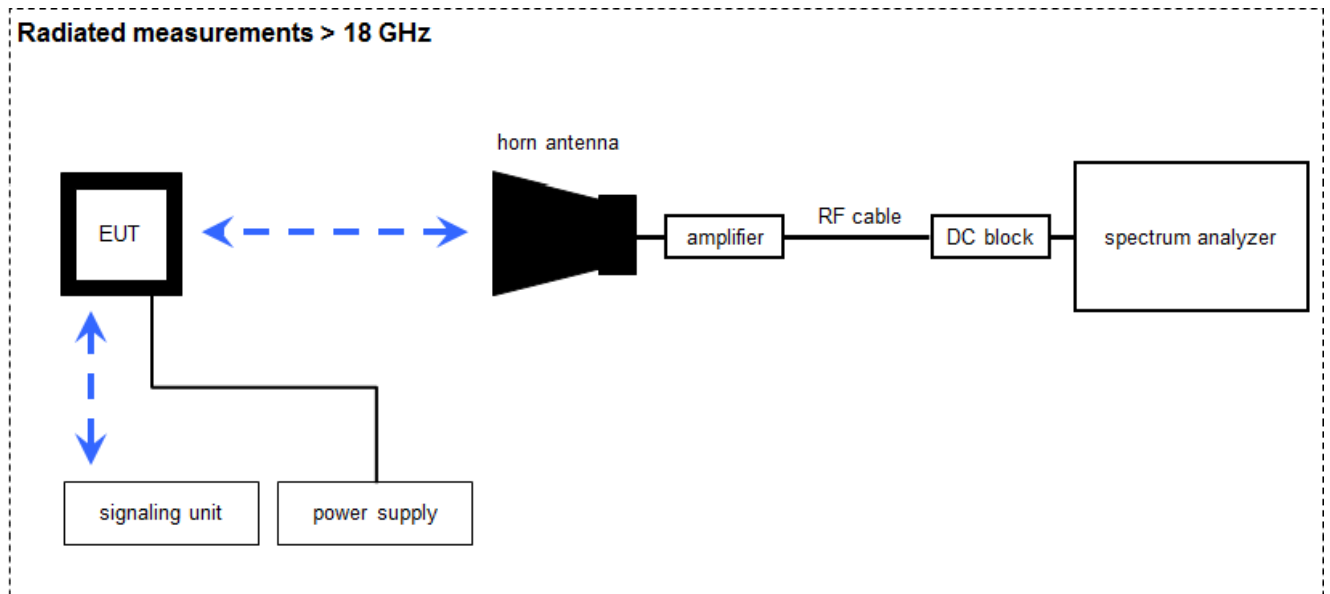 Radiated measurements > 18 GHz
horn antenna
EUT
amplifier
RF cable
DC block
spectrum analyzer
signaling unit
power supply